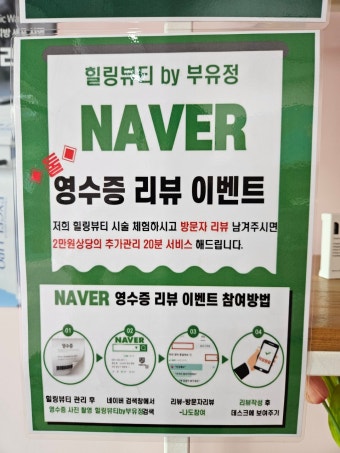 힐링뷰티 by 부유정
NAVER
영수증 리뷰 이벤트
저희 힐링뷰티 시술 체험하시고 방문자 리뷰 남겨주시면
2만원상당의 추가관리 20분 서비스 해드립니다.
NAVER 영수증 리뷰 이벤트 참여방법
01 02 03 04
영수증
힐링뷰티 관리 후
영수증 사진 촬영
네이버 검색창에서
힐링뷰티by부유정검색
리뷰-방문자리뷰
-나도참여
리뷰작성 후
데스크에 보여주기